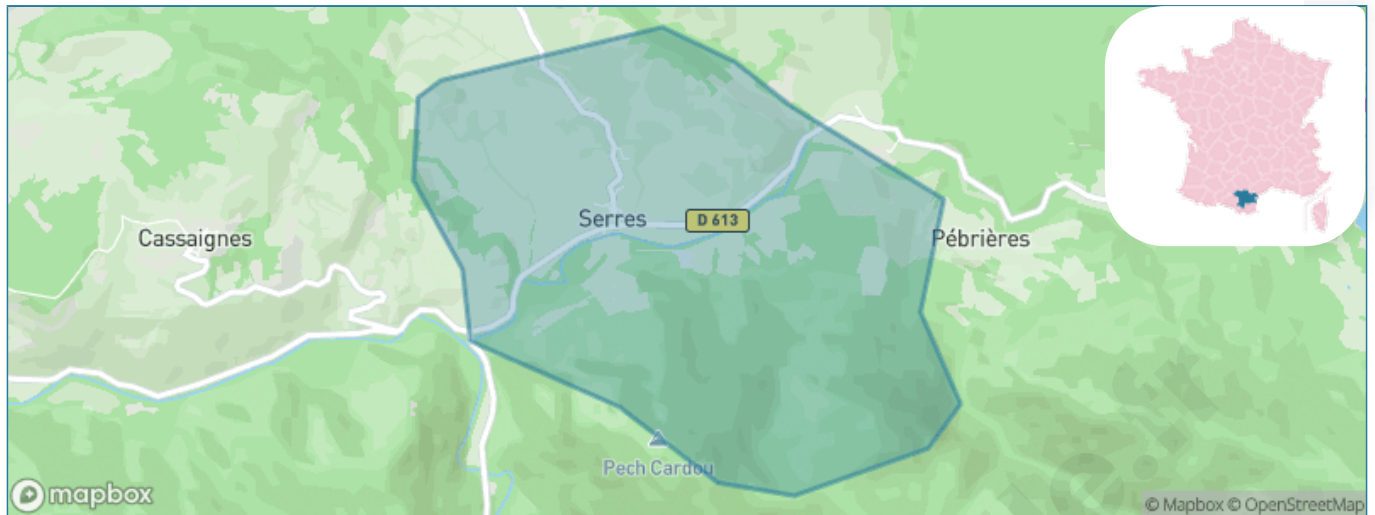 Serres
D 613
Cassaignes
Pébrières
Pech Cardou
mapbox
© Mapbox © OpenStreetMap